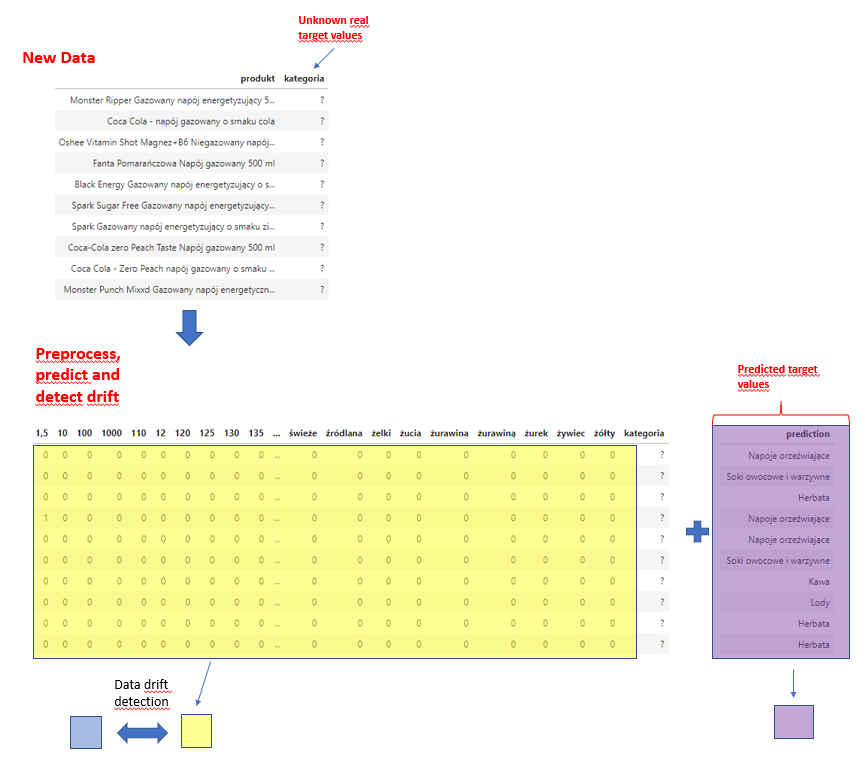 Unknown real
target values
New Data
produkt kategoria
Monster Ripper Gazowany napój energetyzujący 5... ?
Coca Cola - napój gazowany o smaku cola ?
Oshee Vitamin Shot Magnez+B6 Niegazowany napój... ?
Fanta Pomarańczowa Napój gazowany 500 ml ?
Black Energy Gazowany napój energetyzujący o s... ?
Spark Sugar Free Gazowany napój energetyzujący... ?
Spark Gazowany napój energetyzujący o smaku zi... ?
Coca-Cola zero Peach Taste Napój gazowany 500 ml ?
Coca Cola - Zero Peach napój gazowany o smaku ... ?
Monster Punch Mixxd Gazowany napój energetyczn... ?
Preprocess,
predict and
detect drift
Predicted target
values
1,5 10 100 1000 110 12 120 125 130 135 ... świeże źródlana żelki żucia żurawina żurawiną żurek żywiec żółty kategoria
0 0 0 0 0 0 0 0 0 0 ... 0 0 0 0 0 0 0 0 0 ?
0 0 0 0 0 0 0 0 0 0 ... 0 0 0 0 0 0 0 0 0 ?
0 0 0 0 0 0 0 0 0 0 ... 0 0 0 0 0 0 0 0 0 ?
1 0 0 0 0 0 0 0 0 0 ... 0 0 0 0 0 0 0 0 0 ?
0 0 0 0 0 0 0 0 0 0 ... 0 0 0 0 0 0 0 0 0 ?
0 0 0 0 0 0 0 0 0 0 ... 0 0 0 0 0 0 0 0 0 ?
0 0 0 0 0 0 0 0 0 0 ... 0 0 0 0 0 0 0 0 0 ?
0 0 0 0 0 0 0 0 0 0 ... 0 0 0 0 0 0 0 0 0 ?
0 0 0 0 0 0 0 0 0 0 ... 0 0 0 0 0 0 0 0 0 ?
0 0 0 0 0 0 0 0 0 0 ... 0 0 0 0 0 0 0 0 0 ?
prediction
Napoje orzeźwiające
Soki owocowe i warzywne
Herbata
Napoje orzeźwiające
Napoje orzeźwiające
Soki owocowe i warzywne
Kawa
Lody
Herbata
Herbata
Data drift
detection